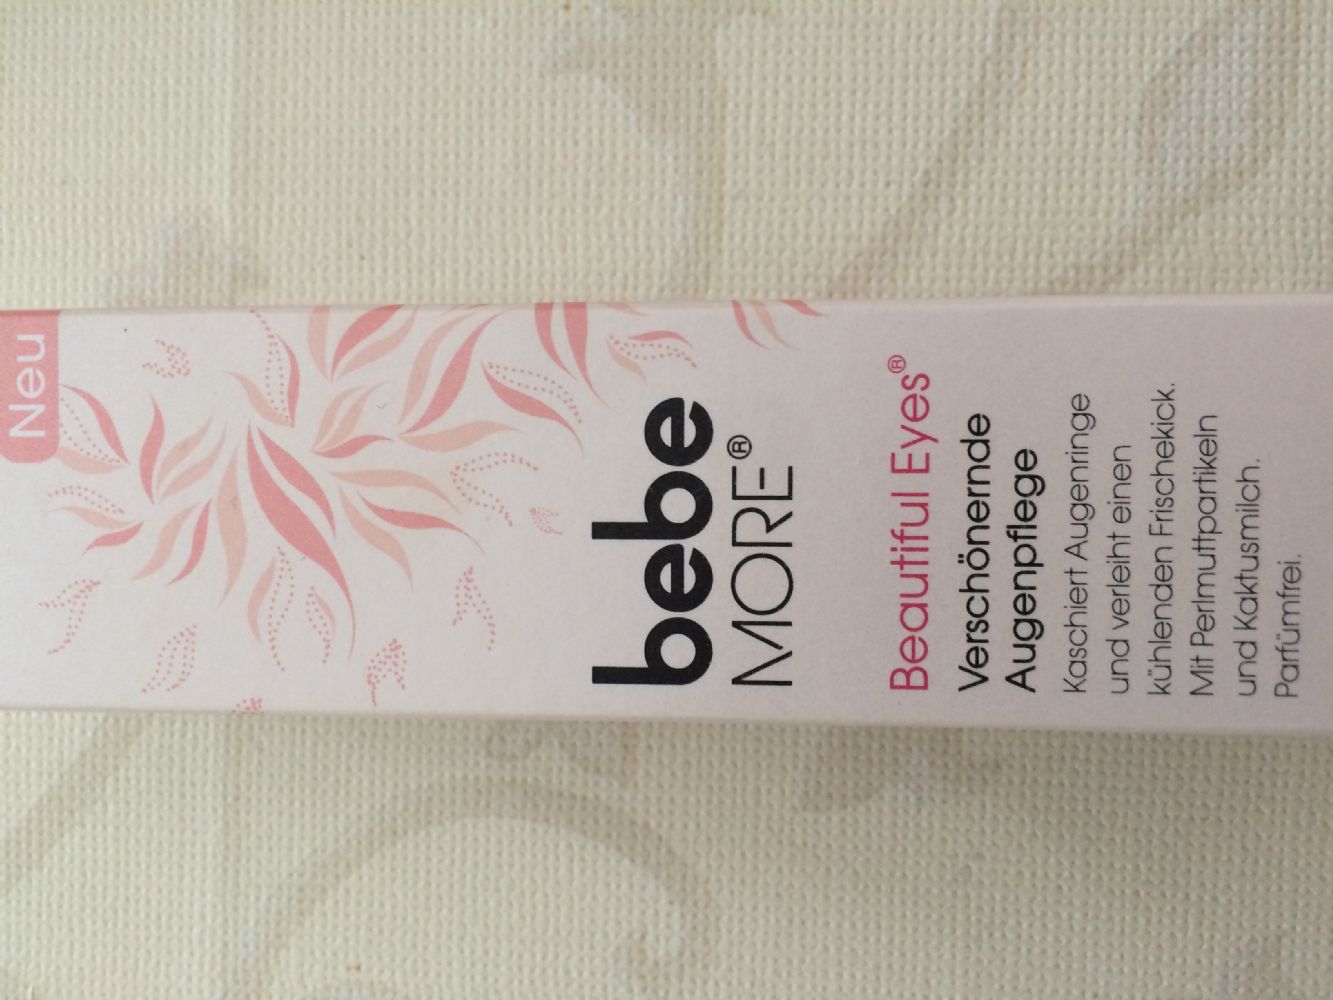 Neu
bebe
MORE®
Beautiful Eyes®
Verschönernde
Augenpflege
Kaschiert Augenringe
und verleiht einen
kühlenden Frischekick.
Mit Perlmuttpartikeln
und Kaktusmilch.
Parfümfrei.